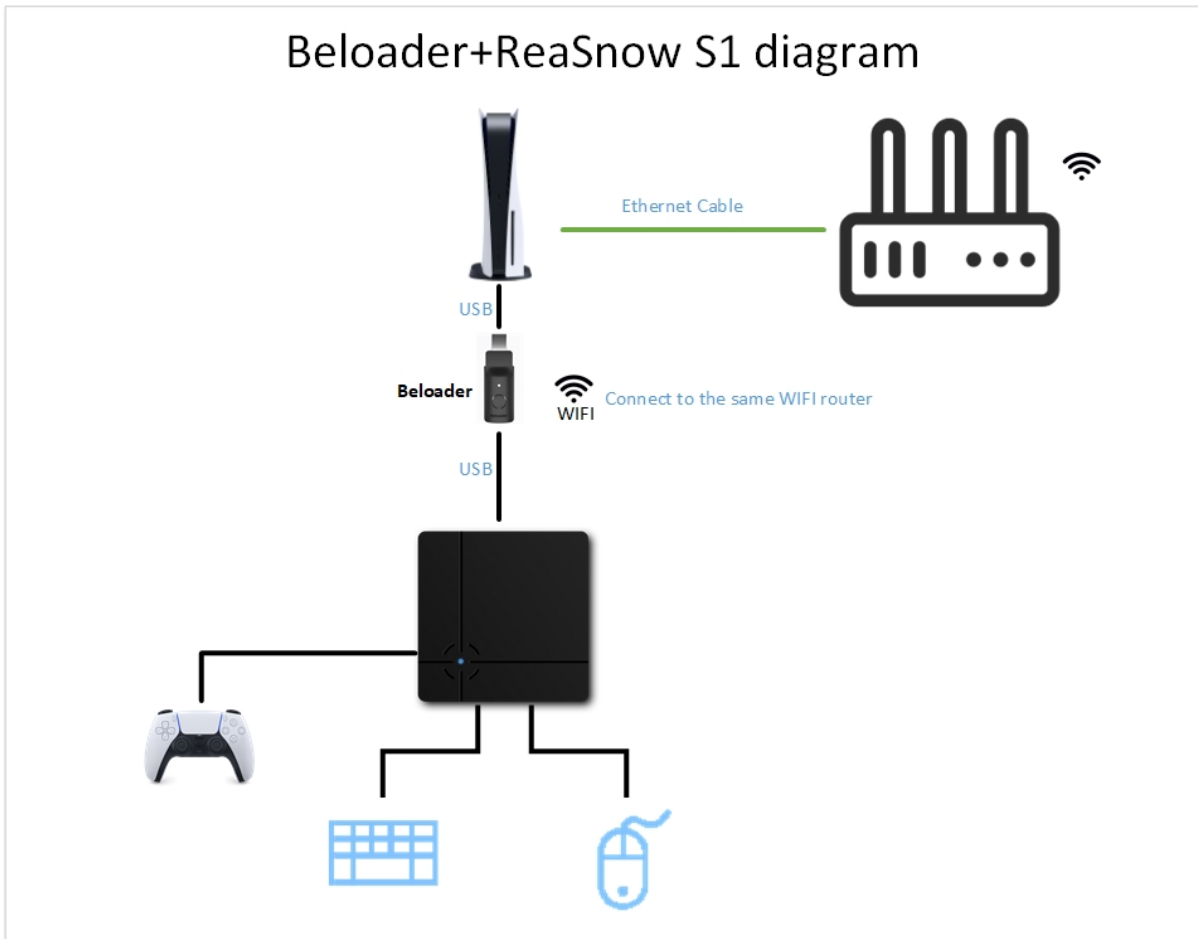 Beloader+ReaSnow S1 diagram
Ethernet Cable
USB
Beloader
WIFI
Connect to the same WIFI router
USB